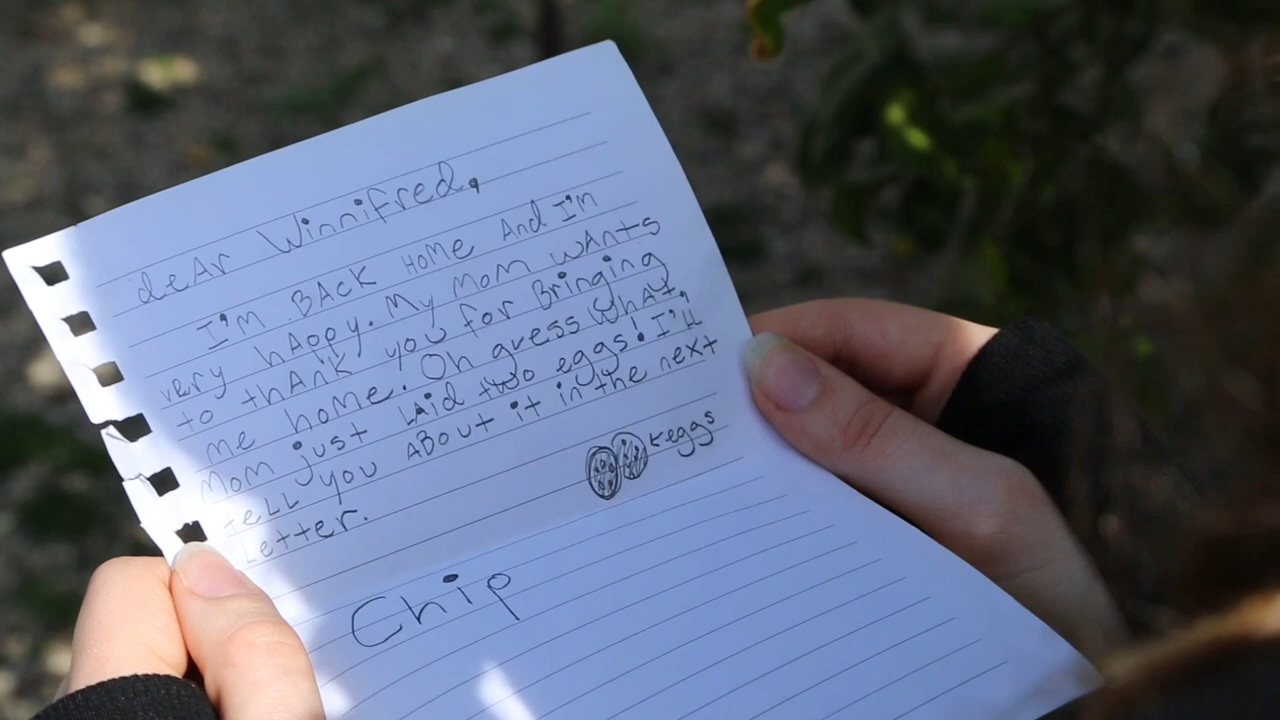 deAr Winnifred,
I'm BAck HoMe And I'm
very hAppy. My Mom wAnts
to thAnk you for Bringing
me home. Oh guess whAt,
Mom just LAid two eggs! I'll
teLL you ABout it in the next
Letter.
eggs
Chip